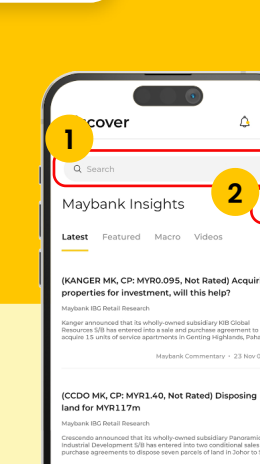 cover
1
Search
2
Maybank Insights
Latest Featured Macro Videos
(KANGER MK, CP: MYR0.095, Not Rated) Acquir
properties for investment, will this help?
Maybank IBG Retail Research
Kanger announced that its wholly-owned subsidiary KIB Global
Resources S/B has entered into a sale and purchase agreement to
acquire 15 units of service apartments in Genting Highlands, Paha
Maybank Commentary • 23 Nov 0
(CCDO MK, CP: MYR1.40, Not Rated) Disposing
land for MYR117m
Maybank IBG Retail Research
Crescendo announced that its wholly-owned subsidiary Panoramic
Industrial Development S/B has entered into two conditional sales
purchase agreements to dispose seven parcels of land in Johor to